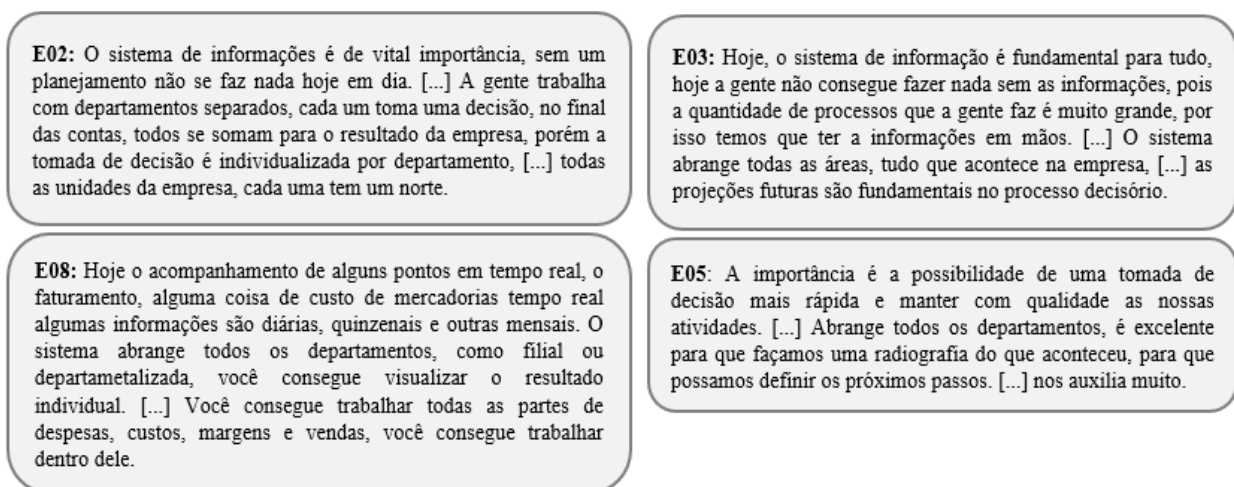 E02: O sistema de informações é de vital importância, sem um
planejamento não se faz nada hoje em dia. [...] A gente trabalha
com departamentos separados, cada um toma uma decisão, no final
das contas, todos se somam para o resultado da empresa, porém a
tomada de decisão é individualizada por departamento, [...] todas
as unidades da empresa, cada uma tem um norte.
E03: Hoje, o sistema de informação é fundamental para tudo,
hoje a gente não consegue fazer nada sem as informações, pois
a quantidade de processos que a gente faz é muito grande, por
isso temos que ter a informações em mãos. [...] O sistema
abrange todas as áreas, tudo que acontece na empresa, [...] as
projeções futuras são fundamentais no processo decisório.
E08: Hoje o acompanhamento de alguns pontos em tempo real, o
faturamento, alguma coisa de custo de mercadorias tempo real
algumas informações são diárias, quinzenais e outras mensais. O
sistema abrange todos os departamentos, como filial ou
departametalizada, você consegue visualizar o resultado
individual. [...] Você consegue trabalhar todas as partes de
despesas, custos, margens e vendas, você consegue trabalhar
dentro dele.
E05: A importância é a possibilidade de uma tomada de
decisão mais rápida e manter com qualidade as nossas
atividades. [...] Abrange todos os departamentos, é excelente
para que façamos uma radiografia do que aconteceu, para que
possamos definir os próximos passos. [...] nos auxilia muito.